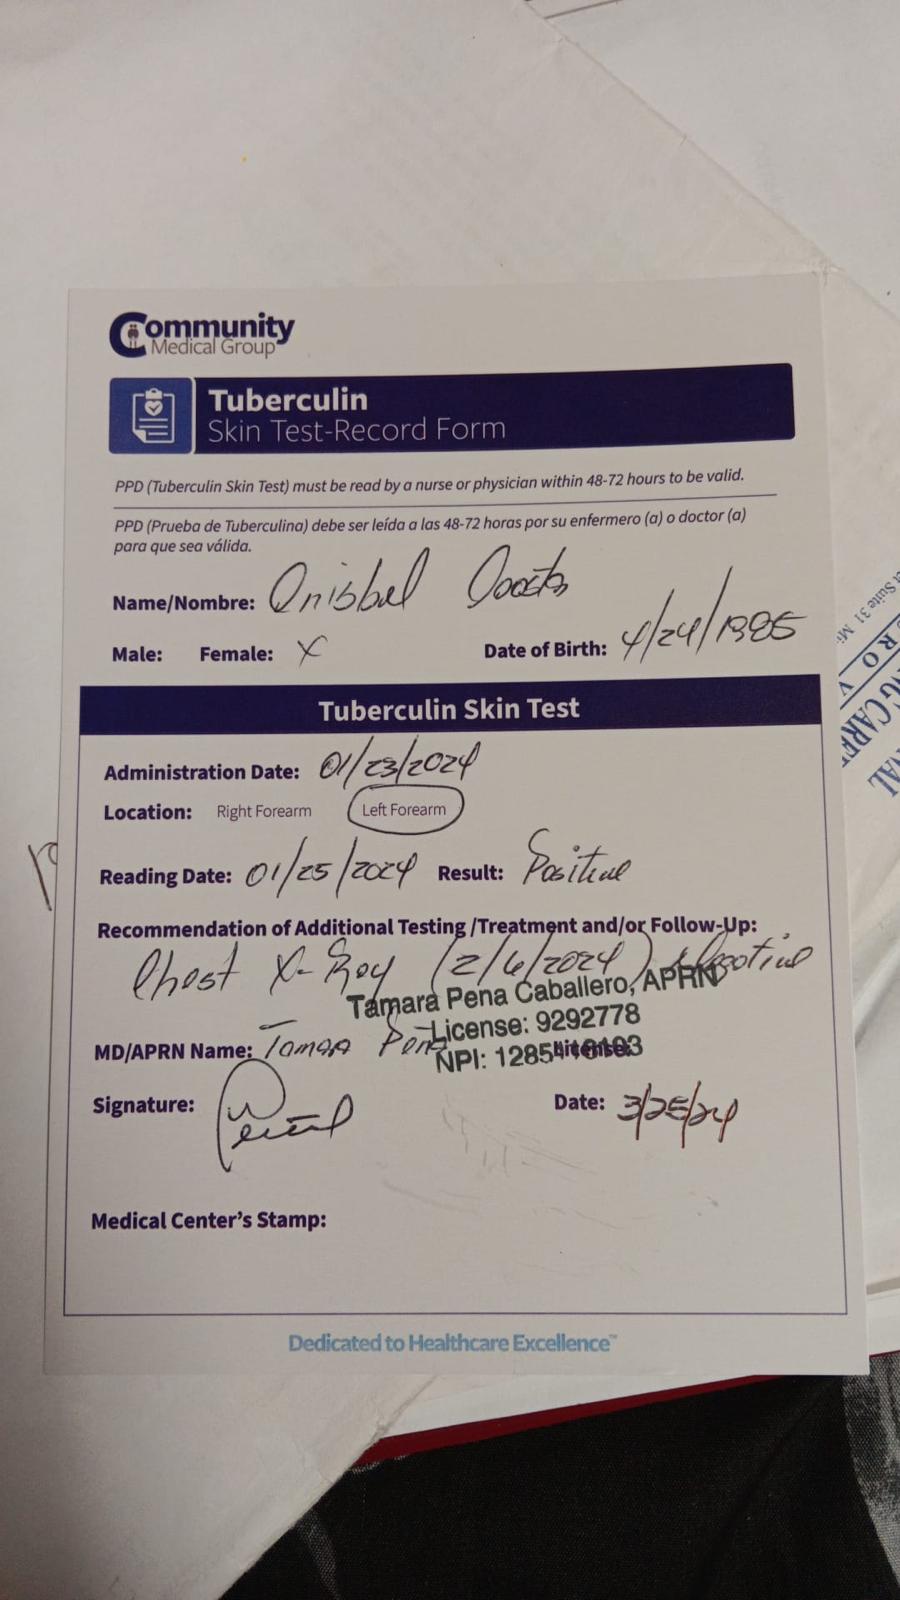 Community
Medical Group
Tuberculin
Skin Test-Record Form
PPD (Tuberculin Skin Test) must be read by a nurse or physician within 48-72 hours to be valid.
PPD (Prueba de Tuberculina) debe ser leída a las 48-72 horas por su enfermero (a) o doctor (a)
para que sea válida.
Name/Nombre:
Male: Female: X Date of Birth: 4/24/1985
Tuberculin Skin Test
Administration Date: 01/23/2024
Location: Right Forearm Left Forearm
Reading Date: 01/25/2024 Result: Positive
Recommendation of Additional Testing /Treatment and/or Follow-Up:
Chest X-Ray (2/6/2024) Negative
Tamara Pena Caballero, APRN
License: 9292778
MD/APRN Name: Tamara Pena License:
NPI:
Signature: Date: 3/25/24
Medical Center's Stamp:
Dedicated to Healthcare Excellence™